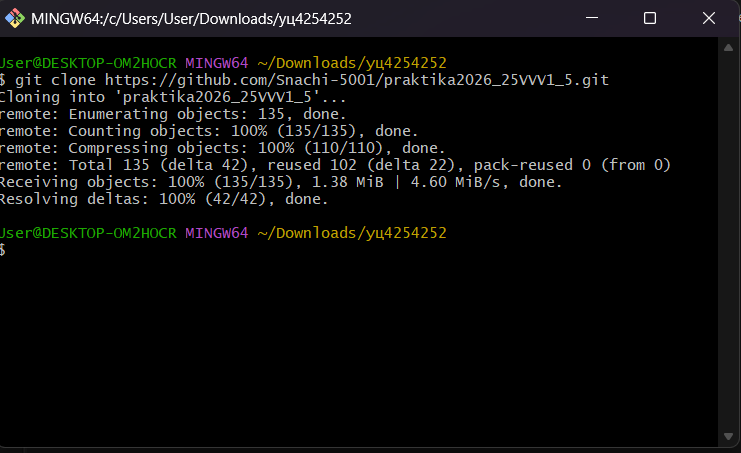 MINGW64:/c/Users/User/Downloads/уц4254252
User@DESKTOP-OM2HOCR MINGW64 ~/Downloads/уц4254252
$ git clone https://github.com/Snachi-5001/praktika2026_25VVV1_5.git
Cloning into 'praktika2026_25VVV1_5'...
remote: Enumerating objects: 135, done.
remote: Counting objects: 100% (135/135), done.
remote: Compressing objects: 100% (110/110), done.
remote: Total 135 (delta 42), reused 102 (delta 22), pack-reused 0 (from 0)
Receiving objects: 100% (135/135), 1.38 MiB | 4.60 MiB/s, done.
Resolving deltas: 100% (42/42), done.
User@DESKTOP-OM2HOCR MINGW64 ~/Downloads/уц4254252
$